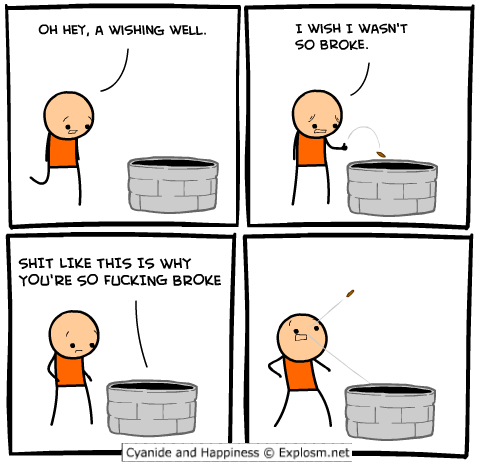 OH HEY, A WISHING WELL.
I WISH I WASN'T
SO BROKE.
SHIT LIKE THIS IS WHY
YOU'RE SO FUCKING BROKE
Cyanide and Happiness © Explosm.net